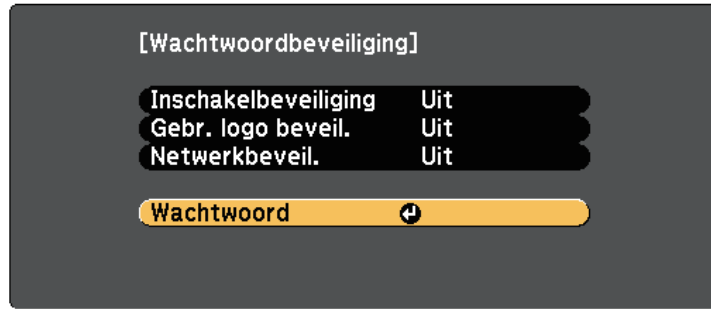 [Wachtwoordbeveiliging]
Inschakelbeveiliging Uit
Gebr. logo beveil. Uit
Netwerkbeveil. Uit
Wachtwoord